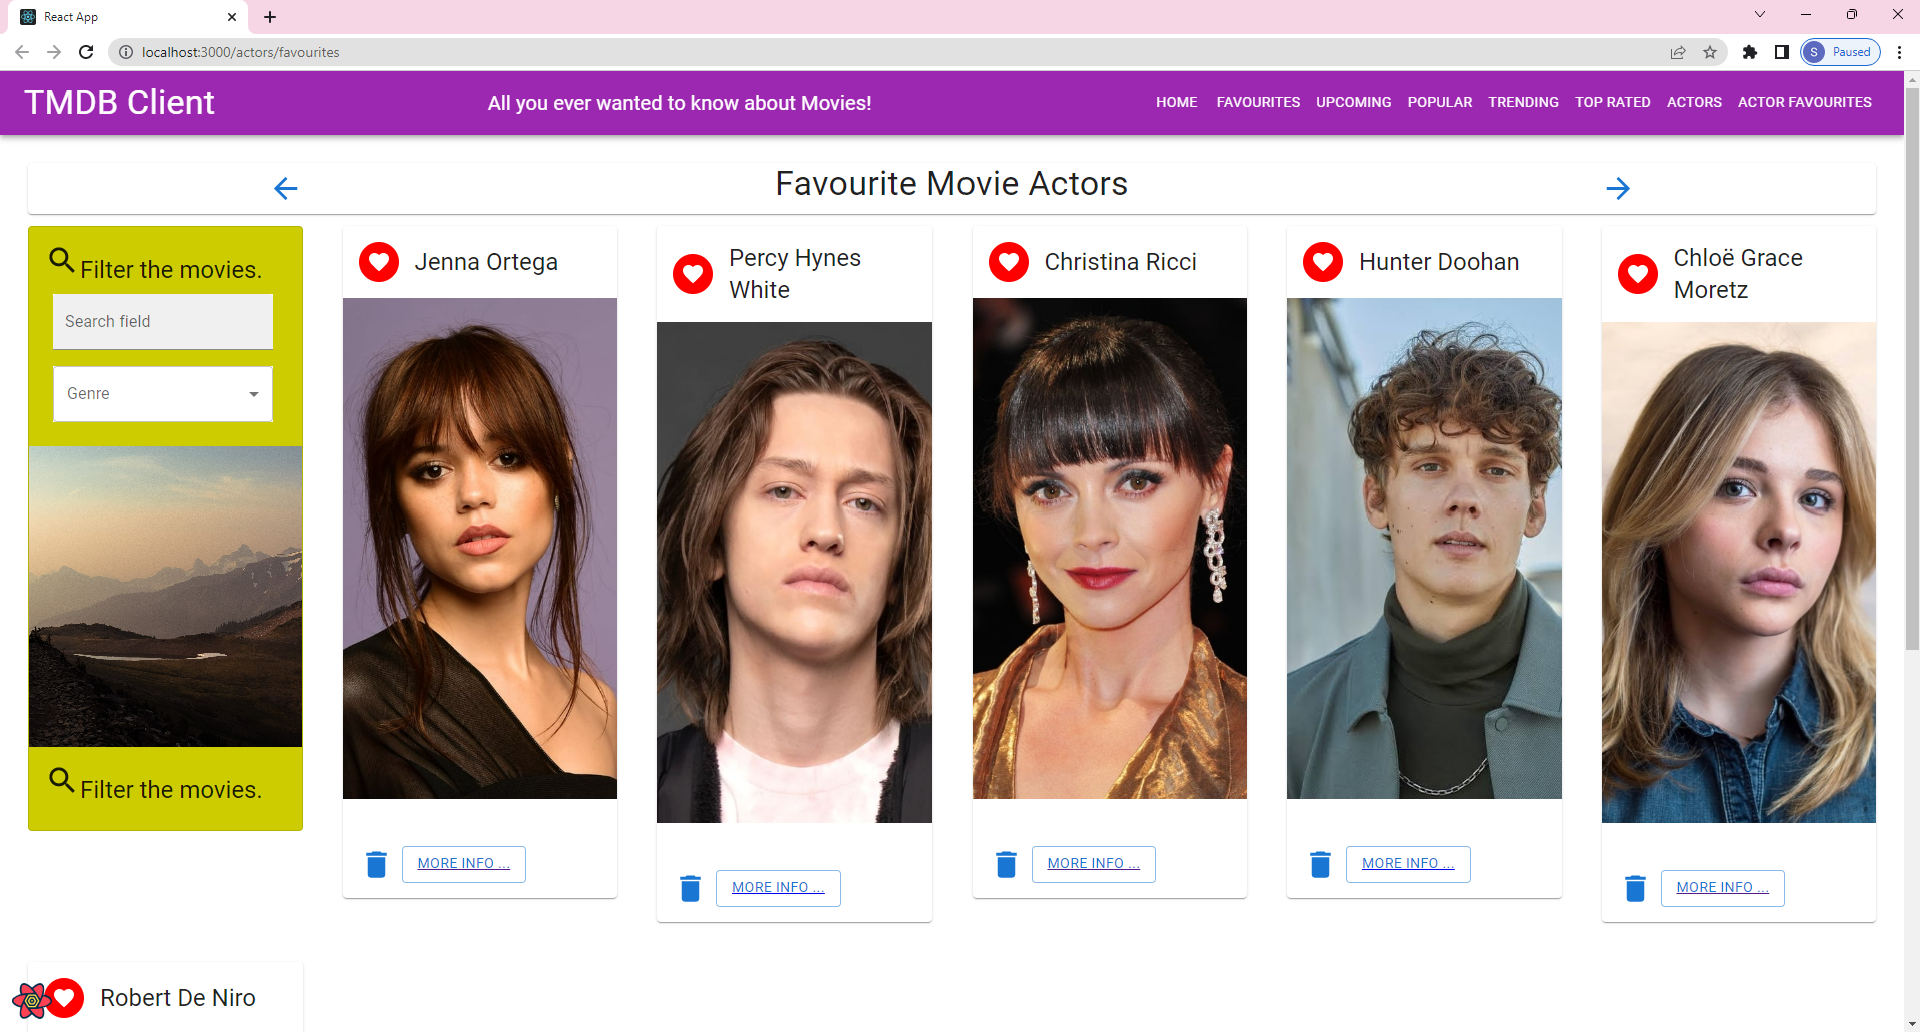 React App
localhost:3000/actors/favourites
S Paused
TMDB Client
All you ever wanted to know about Movies!
HOME FAVOURITES UPCOMING POPULAR TRENDING TOP RATED ACTORS ACTOR FAVOURITES
Favourite Movie Actors
Filter the movies.
Search field
Genre
Filter the movies.
Jenna Ortega
MORE INFO ...
Percy Hynes
White
MORE INFO ...
Christina Ricci
MORE INFO ...
Hunter Doohan
MORE INFO ...
Chloë Grace
Moretz
MORE INFO ...
Robert De Niro